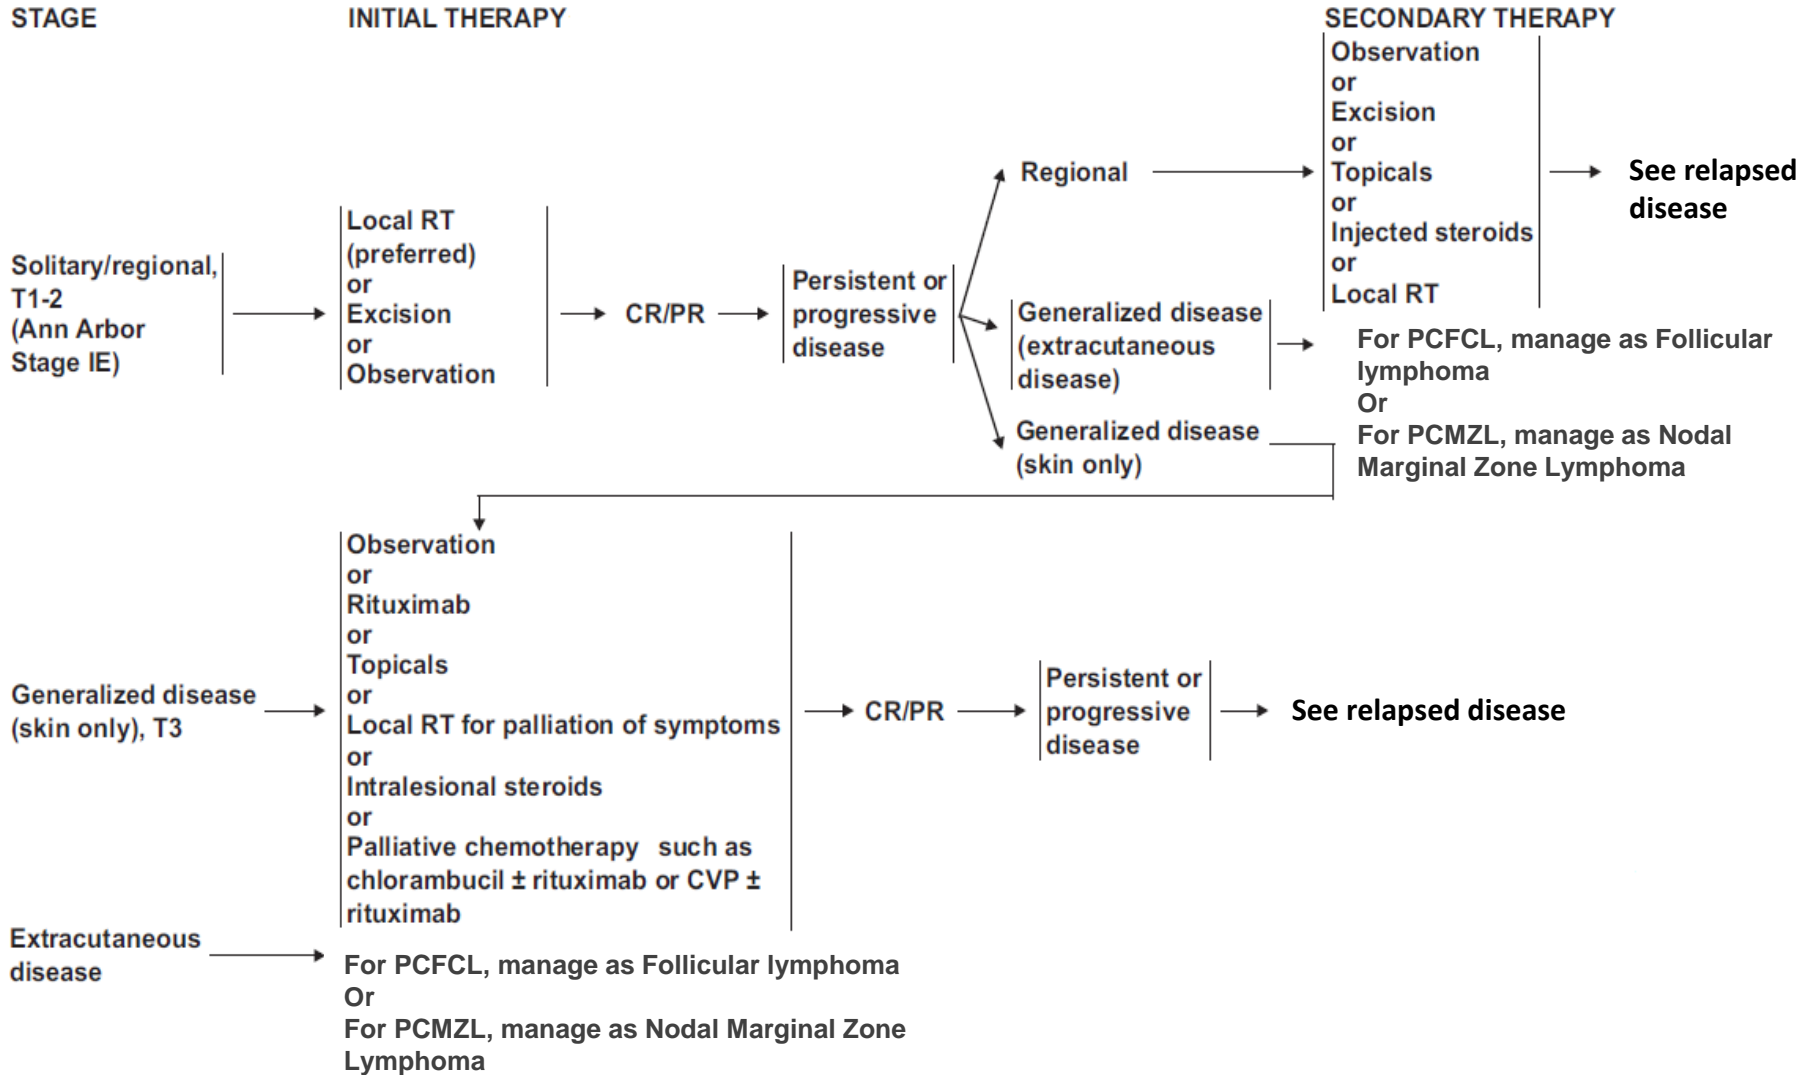 STAGE
INITIAL THERAPY
SECONDARY THERAPY
Solitary/regional,
T1-2
(Ann Arbor
Stage IE)
Local RT
(preferred)
or
Excision
or
Observation
CR/PR
Persistent or
progressive
disease
Regional
Observation
or
Excision
or
Topicals
or
Injected steroids
or
Local RT
See relapsed
disease
Generalized disease
(extracutaneous
disease)
For PCFCL, manage as Follicular
lymphoma
Or
For PCMZL, manage as Nodal
Marginal Zone Lymphoma
Generalized disease
(skin only)
Generalized disease
(skin only), T3
Observation
or
Rituximab
or
Topicals
or
Local RT for palliation of symptoms
or
Intralesional steroids
or
Palliative chemotherapy such as
chlorambucil ± rituximab or CVP ±
rituximab
CR/PR
Persistent or
progressive
disease
See relapsed disease
Extracutaneous
disease
For PCFCL, manage as Follicular lymphoma
Or
For PCMZL, manage as Nodal Marginal Zone
Lymphoma